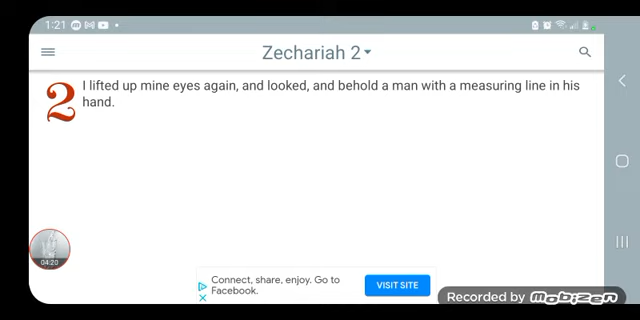 1:21
Zechariah 2
2 I lifted up mine eyes again, and looked, and behold a man with a measuring line in his
hand.
04:20
Connect, share, enjoy. Go to
Facebook.
VISIT SITE
Recorded by Mobizen